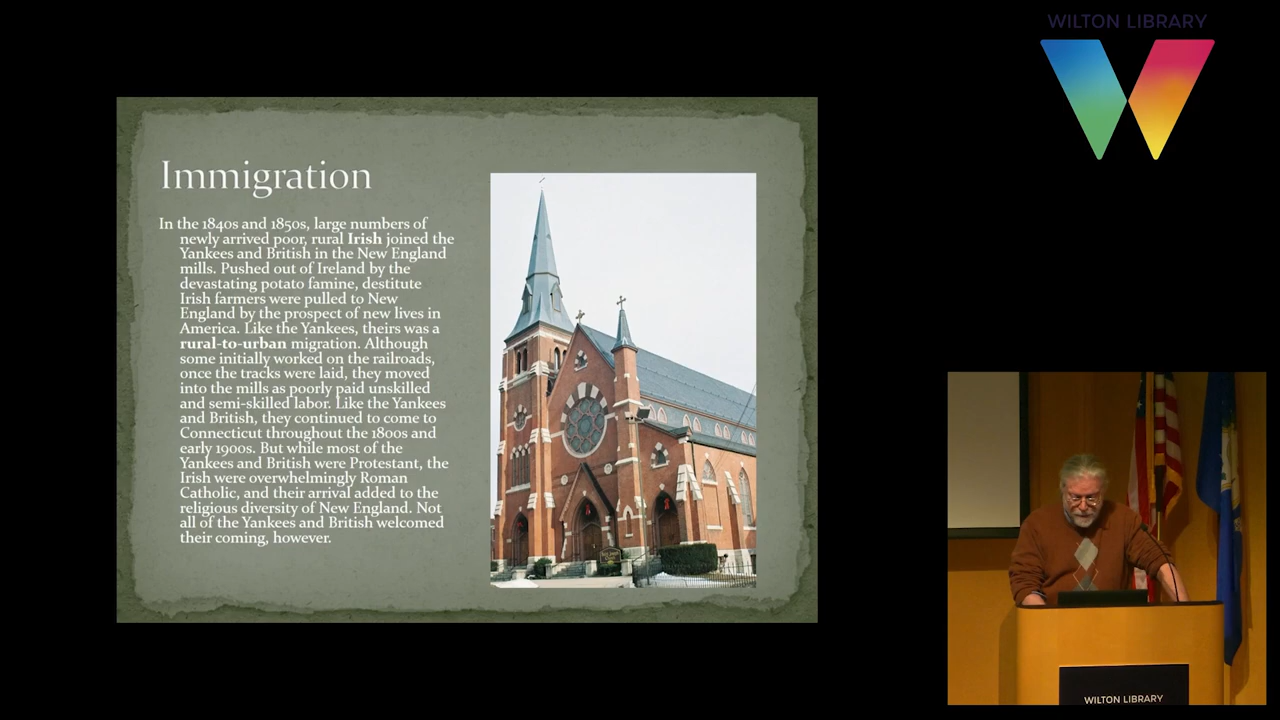 WILTON LIBRARY
Immigration
In the 1840s and 1850s, large numbers of
newly arrived poor, rural Irish joined the
Yankees and British in the New England
mills. Pushed out of Ireland by the
devastating potato famine, destitute
Irish farmers were pulled to New
England by the prospect of new lives in
America. Like the Yankees, theirs was a
rural-to-urban migration. Although
some initially worked on the railroads,
once the tracks were laid, they moved
into the mills as poorly paid unskilled
and semi-skilled labor. Like the Yankees
and British, they continued to come to
Connecticut throughout the 1800s and
early 1900s. But while most of the
Yankees and British were Protestant, the
Irish were overwhelmingly Roman
Catholic, and their arrival added to the
religious diversity of New England. Not
all of the Yankees and British welcomed
their coming, however.
WILTON LIBRARY